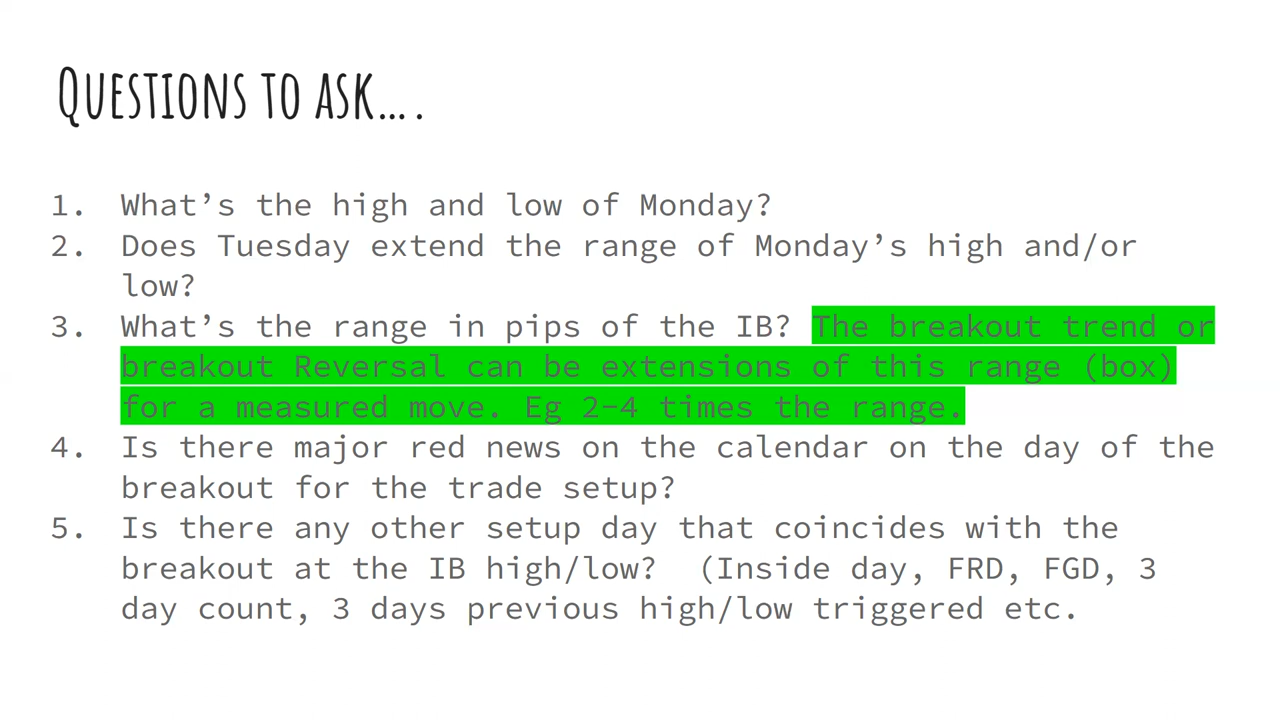 Questions to ask….
1. What’s the high and low of Monday?
2. Does Tuesday extend the range of Monday’s high and/or
low?
3. What’s the range in pips of the IB? The breakout trend or
breakout Reversal can be extensions of this range (box)
for a measured move. Eg 2-4 times the range.
4. Is there major red news on the calendar on the day of the
breakout for the trade setup?
5. Is there any other setup day that coincides with the
breakout at the IB high/low?  (Inside day, FRD, FGD, 3
day count, 3 days previous high/low triggered etc.